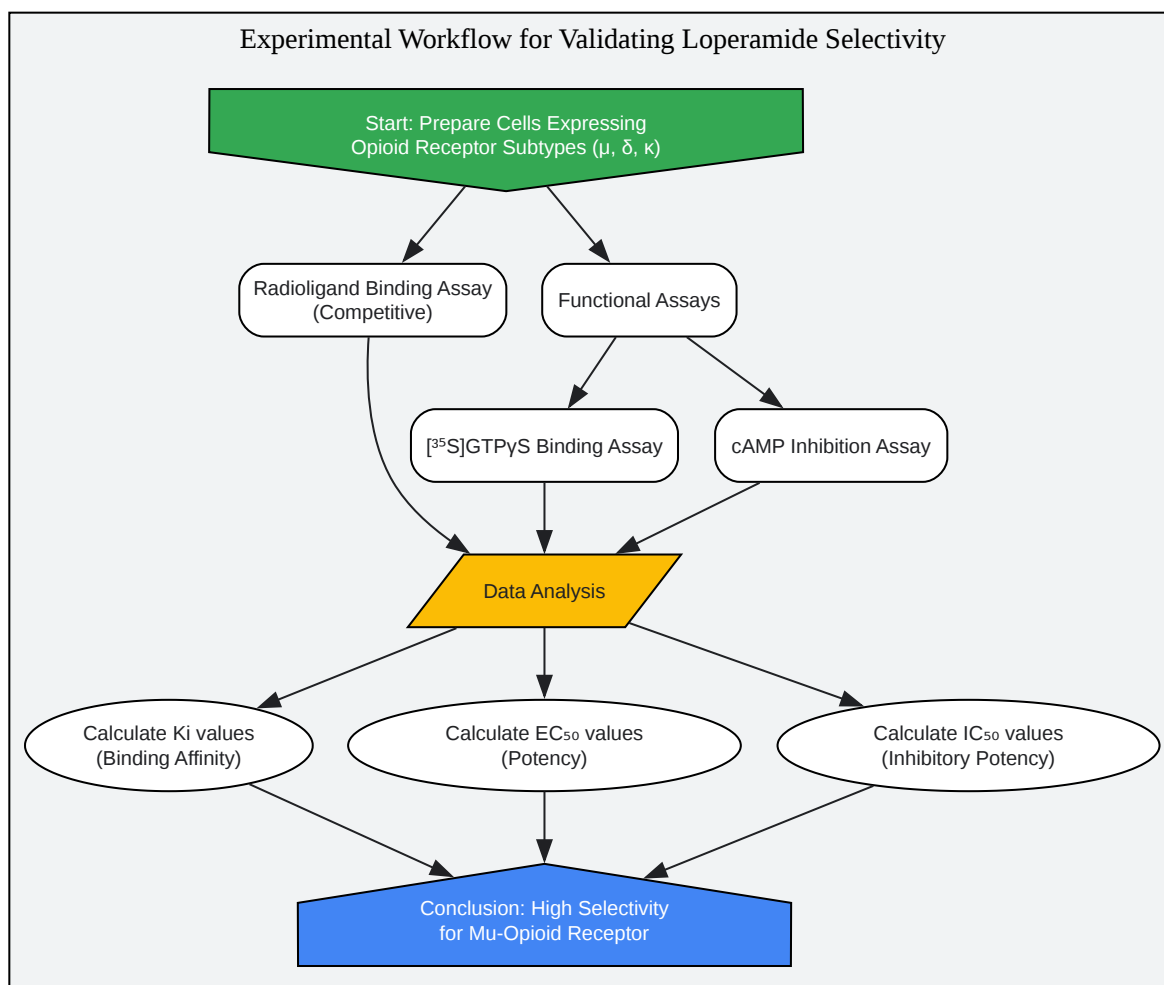 Experimental Workflow for Validating Loperamide Selectivity
Start: Prepare Cells Expressing
Opioid Receptor Subtypes (μ, δ, κ)
Radioligand Binding Assay
(Competitive)
Functional Assays
[³⁵S]GTPγS Binding Assay
cAMP Inhibition Assay
Data Analysis
Calculate Ki values
(Binding Affinity)
Calculate EC₅₀ values
(Potency)
Calculate IC₅₀ values
(Inhibitory Potency)
Conclusion: High Selectivity
for Mu-Opioid Receptor